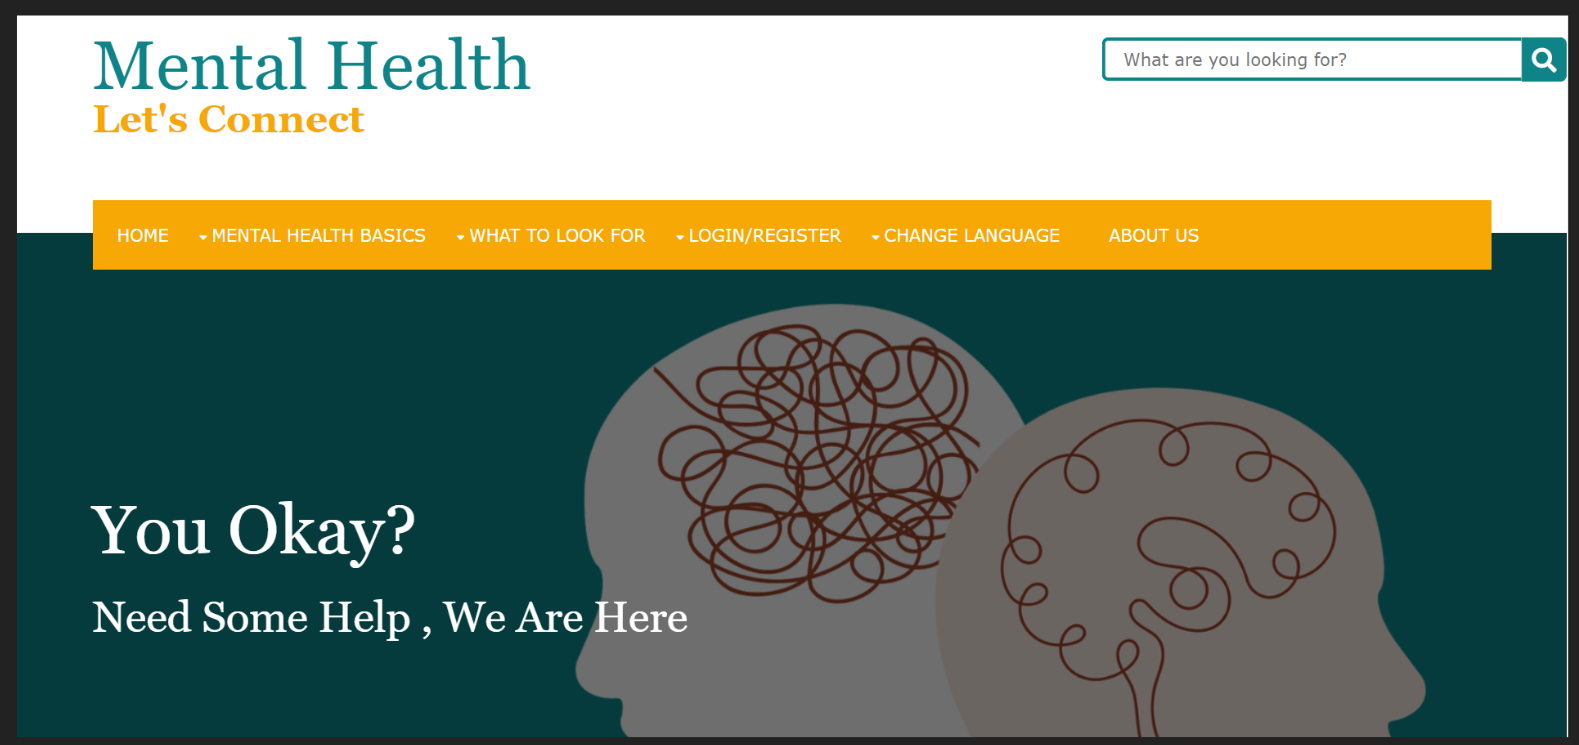 Mental Health
Let's Connect
What are you looking for?
HOME MENTAL HEALTH BASICS WHAT TO LOOK FOR LOGIN/REGISTER CHANGE LANGUAGE ABOUT US
You Okay?
Need Some Help , We Are Here